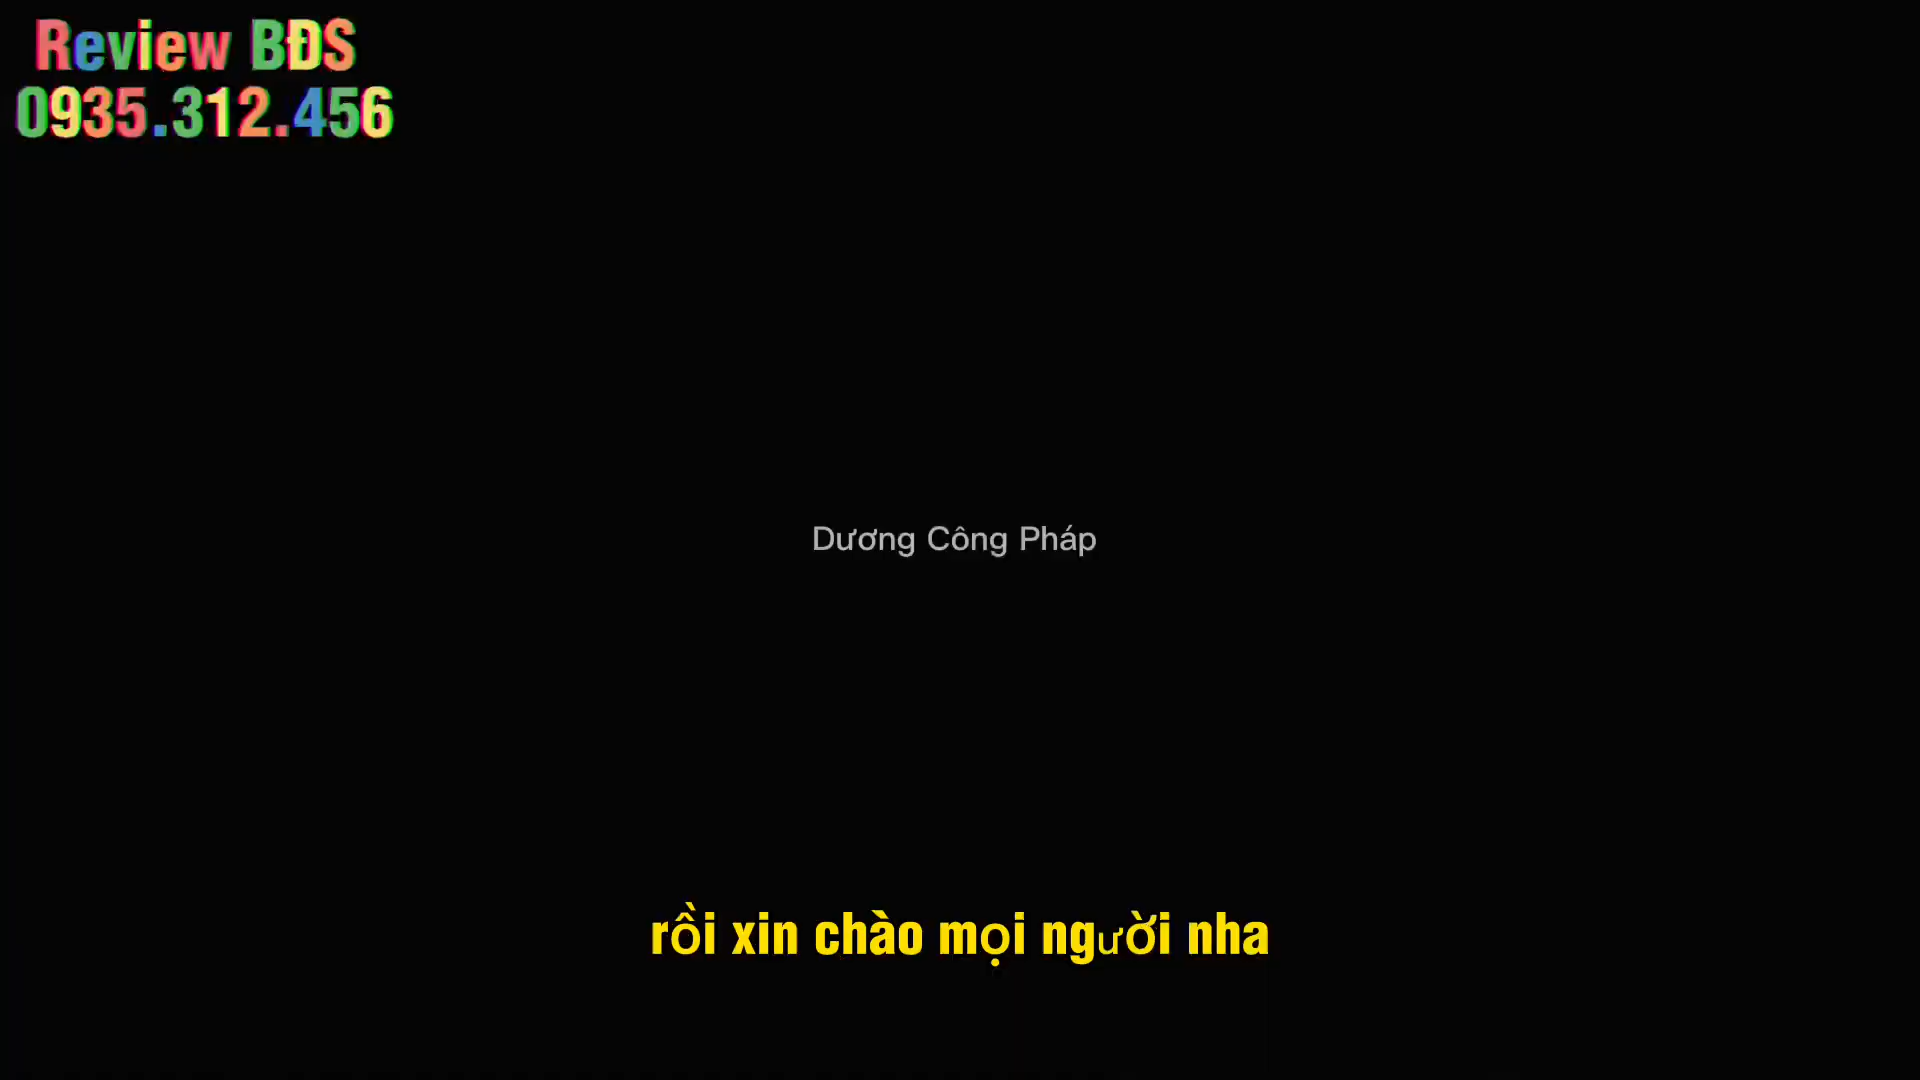 Review BĐS
0935.312.456
Dương Công Pháp
rồi xin chào mọi người nha